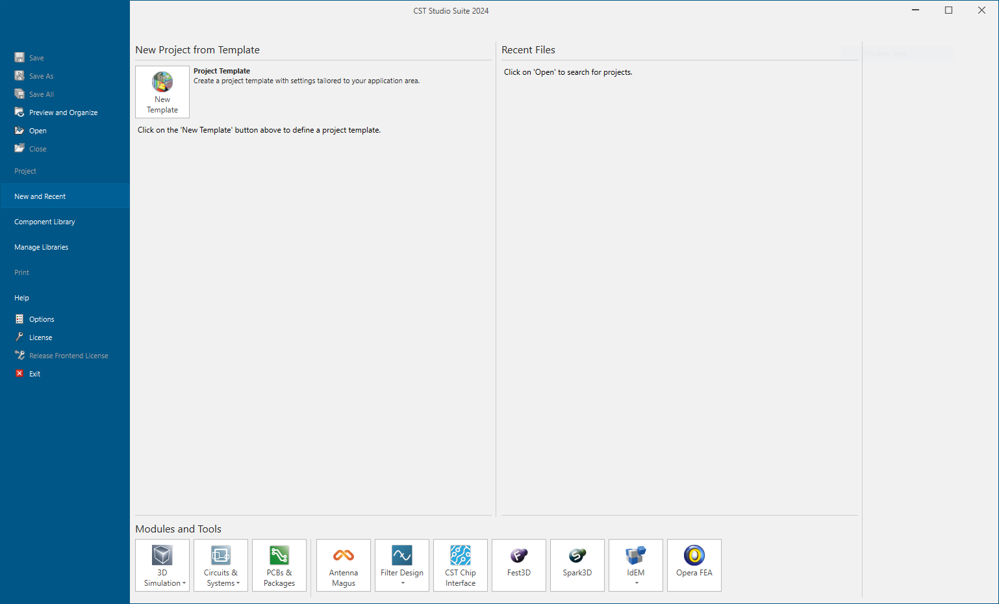 CST Studio Suite 2024
Save
Save As
Save All
Preview and Organize
Open
Close
Project
New and Recent
Component Library
Manage Libraries
Print
Help
Options
License
Release Frontend License
Exit
New Project from Template
New
Template
Project Template
Create a project template with settings tailored to your application area.
Click on the 'New Template' button above to define a project template.
Recent Files
Click on 'Open' to search for projects.
Window Snip
Modules and Tools
3D
Simulation
Circuits &
Systems
PCBs &
Packages
Antenna
Magus
Filter Design
CST Chip
Interface
Fest3D
Spark3D
IdEM
Opera FEA